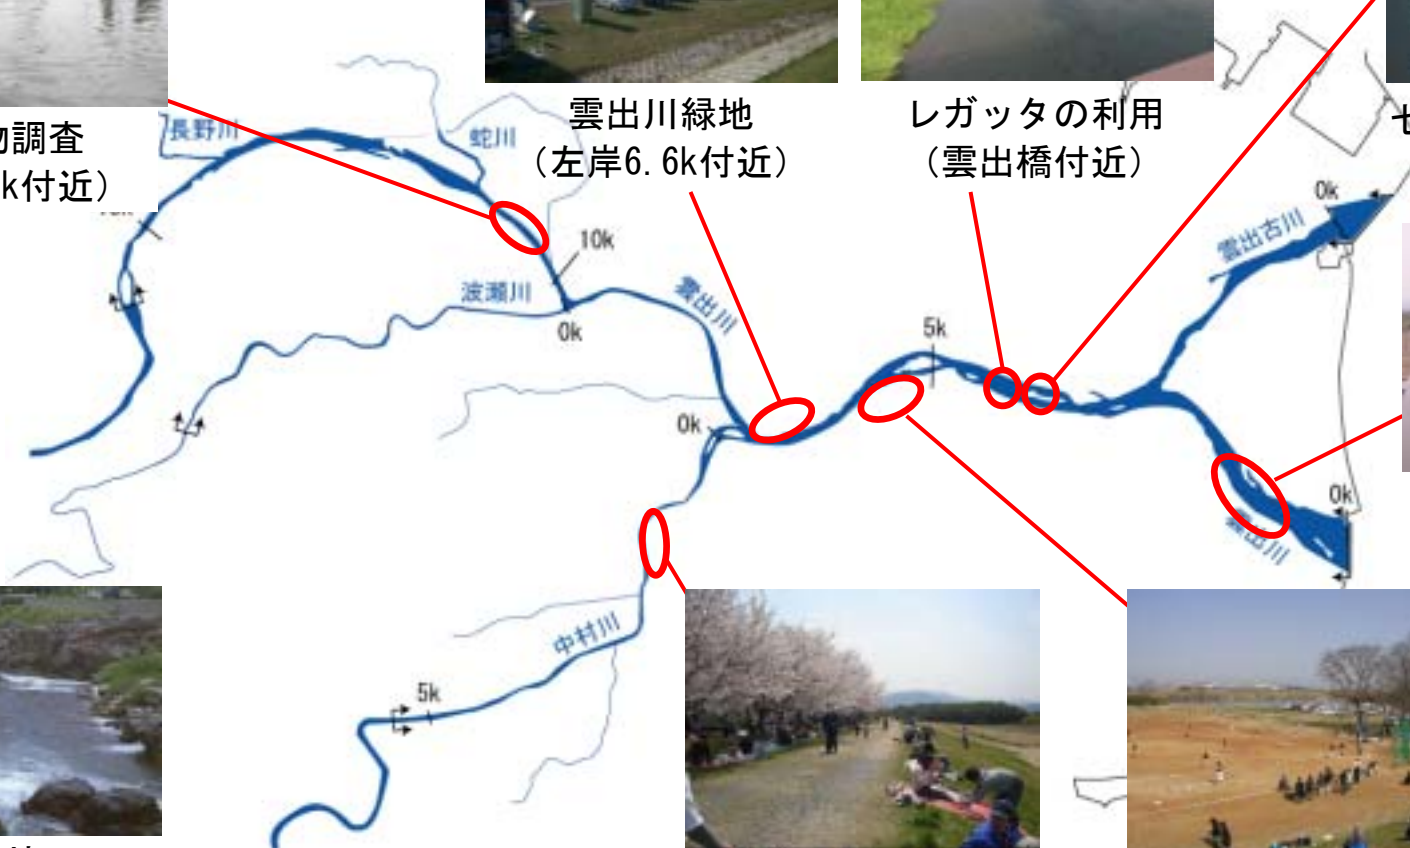 雲出川緑地
（左岸6.6k付近）
レガッタの利用
（雲出橋付近）
物調査
k付近）
長野川
蛇川
10k
波瀬川
0k
雲出川
5k
0k
雲出古川
0k
雲出川
0k
中村川
5k